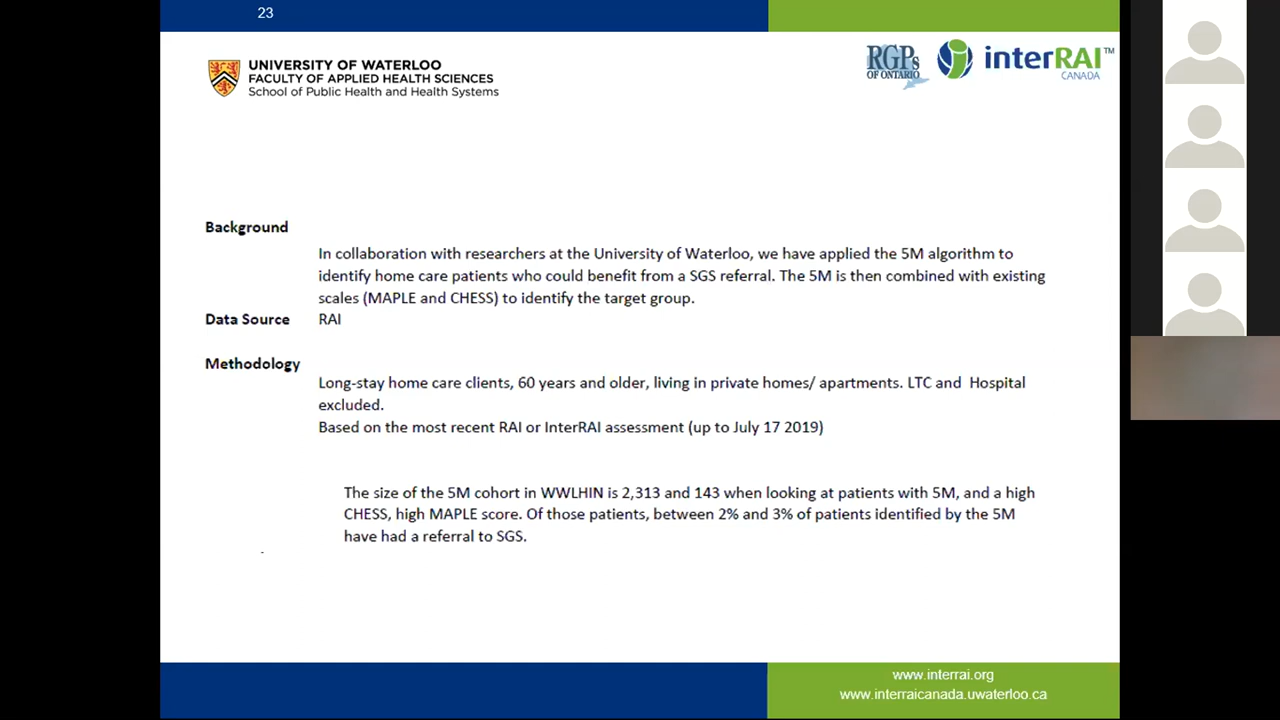 23
UNIVERSITY OF WATERLOO
FACULTY OF APPLIED HEALTH SCIENCES
School of Public Health and Health Systems
RGPs
OF ONTARIO
interRAI™
CANADA
Background
In collaboration with researchers at the University of Waterloo, we have applied the 5M algorithm to
identify home care patients who could benefit from a SGS referral. The 5M is then combined with existing
scales (MAPLE and CHESS) to identify the target group.
Data Source RAI
Methodology
Long-stay home care clients, 60 years and older, living in private homes/ apartments. LTC and Hospital
excluded.
Based on the most recent RAI or InterRAI assessment (up to July 17 2019)
The size of the 5M cohort in WWLHIN is 2,313 and 143 when looking at patients with 5M, and a high
CHESS, high MAPLE score. Of those patients, between 2% and 3% of patients identified by the 5M
have had a referral to SGS.
www.interrai.org
www.interraicanada.uwaterloo.ca